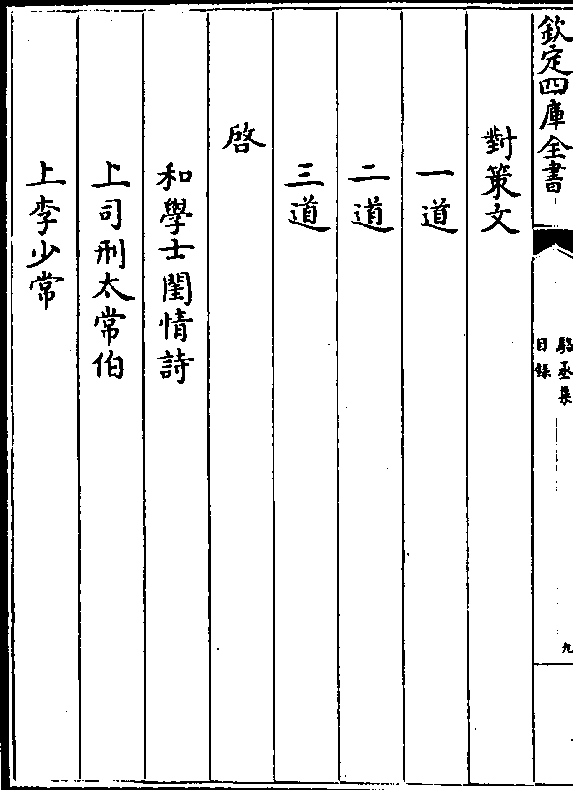 欽定四庫全書
駱丞集
目錄
九
對策文
一道
二道
三道
啓
和學士閨情詩
上司刑太常伯
上李少常